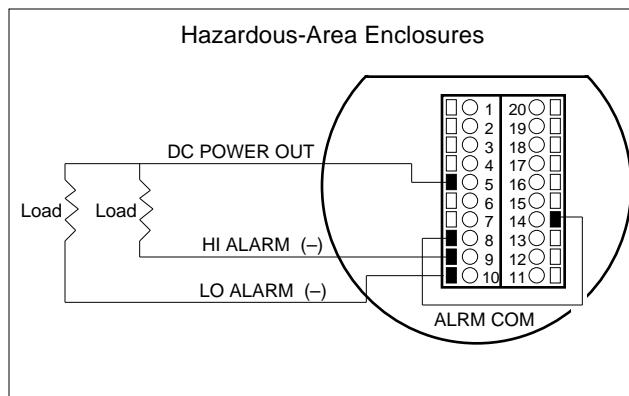 Hazardous-Area Enclosures
1 20
2 19
3 18
DC POWER OUT 4 17
5 16
Load Load 6 15
7 14
HI ALARM (–) 8 13
9 12
LO ALARM (–) 10 11
ALRM COM